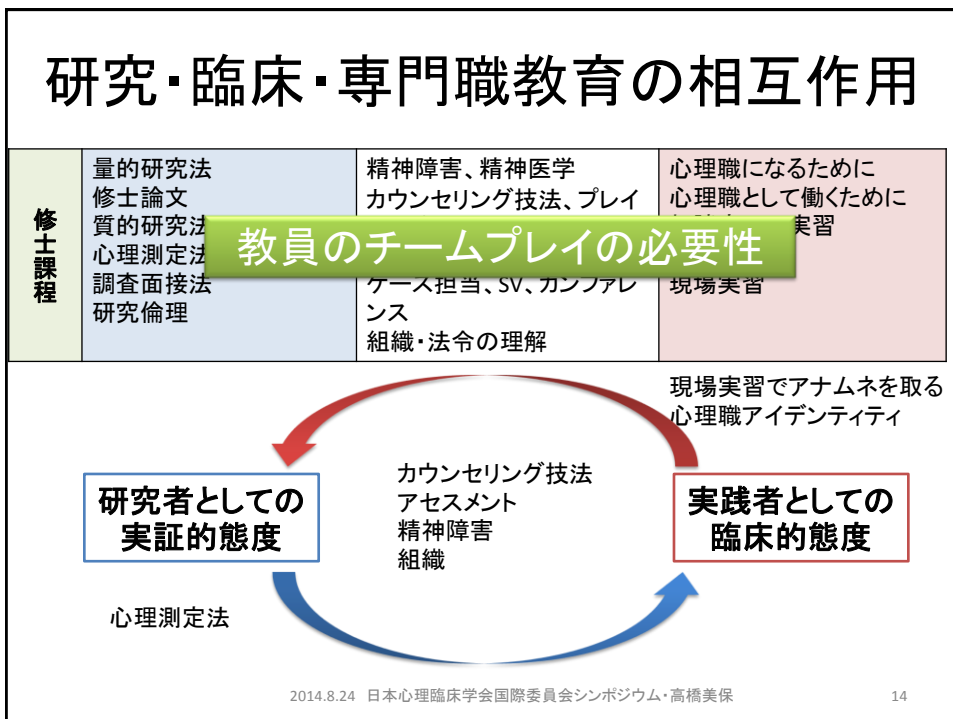 研究・臨床・専門職教育の相互作用
修士課程
量的研究法
修士論文
質的研究法
心理測定法
調査面接法
研究倫理
精神障害、精神医学
カウンセリング技法、プレイ
ケース担当、SV、カンファレ
ンス
組織・法令の理解
心理職になるために
心理職として働くために
実習
現場実習
教員のチームプレイの必要性
現場実習でアナムネを取る
心理職アイデンティティ
カウンセリング技法
アセスメント
精神障害
組織
研究者としての
実証的態度
実践者としての
臨床的態度
心理測定法
2014.8.24 日本心理臨床学会国際委員会シンポジウム・高橋美保
14